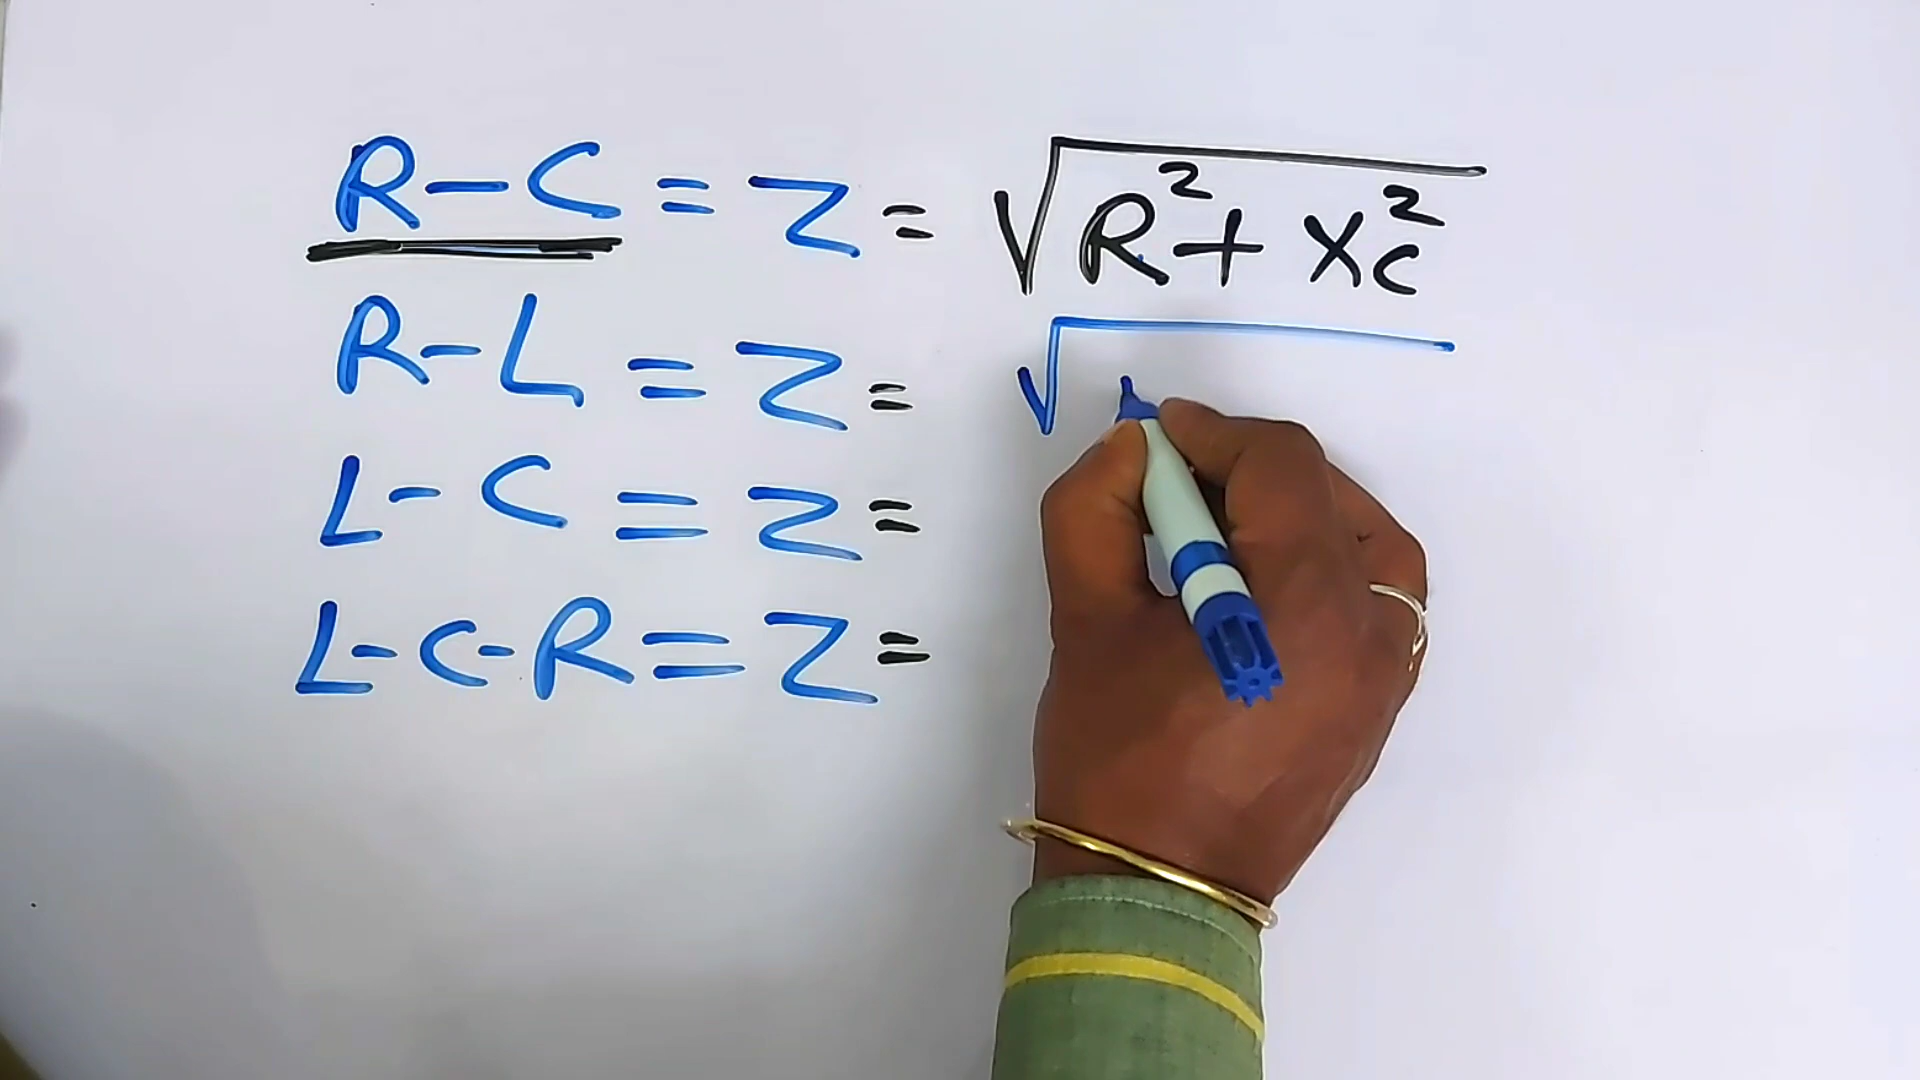 R-C = Z = √R²+ Xc²
R-L = Z = √
L-C = Z =
L-C-R = Z =